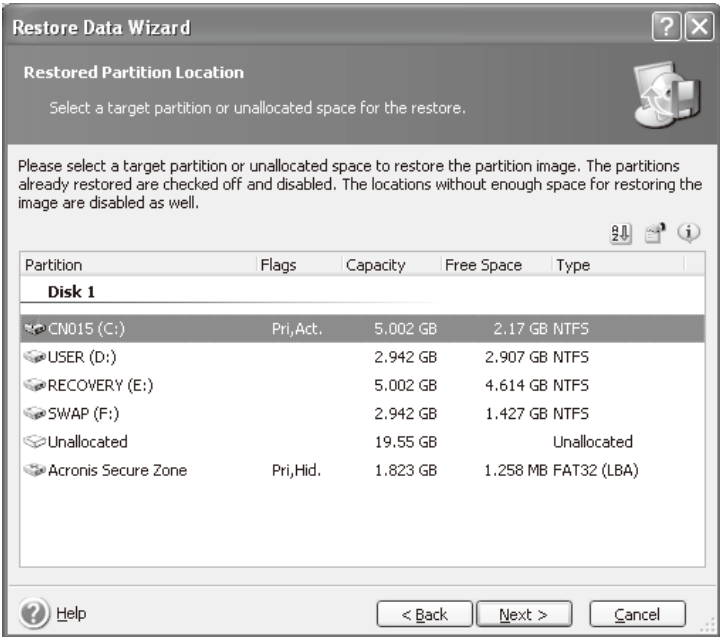 Restore Data Wizard
Restored Partition Location
Select a target partition or unallocated space for the restore.
Please select a target partition or unallocated space to restore the partition image. The partitions
already restored are checked off and disabled. The locations without enough space for restoring the
image are disabled as well.
Partition Flags Capacity Free Space Type
Disk 1
CN015 (C:) Pri,Act. 5.002 GB 2.17 GB NTFS
USER (D:) 2.942 GB 2.907 GB NTFS
RECOVERY (E:) 5.002 GB 4.614 GB NTFS
SWAP (F:) 2.942 GB 1.427 GB NTFS
Unallocated 19.55 GB Unallocated
Acronis Secure Zone Pri,Hid. 1.823 GB 1.258 MB FAT32 (LBA)
Help < Back Next > Cancel